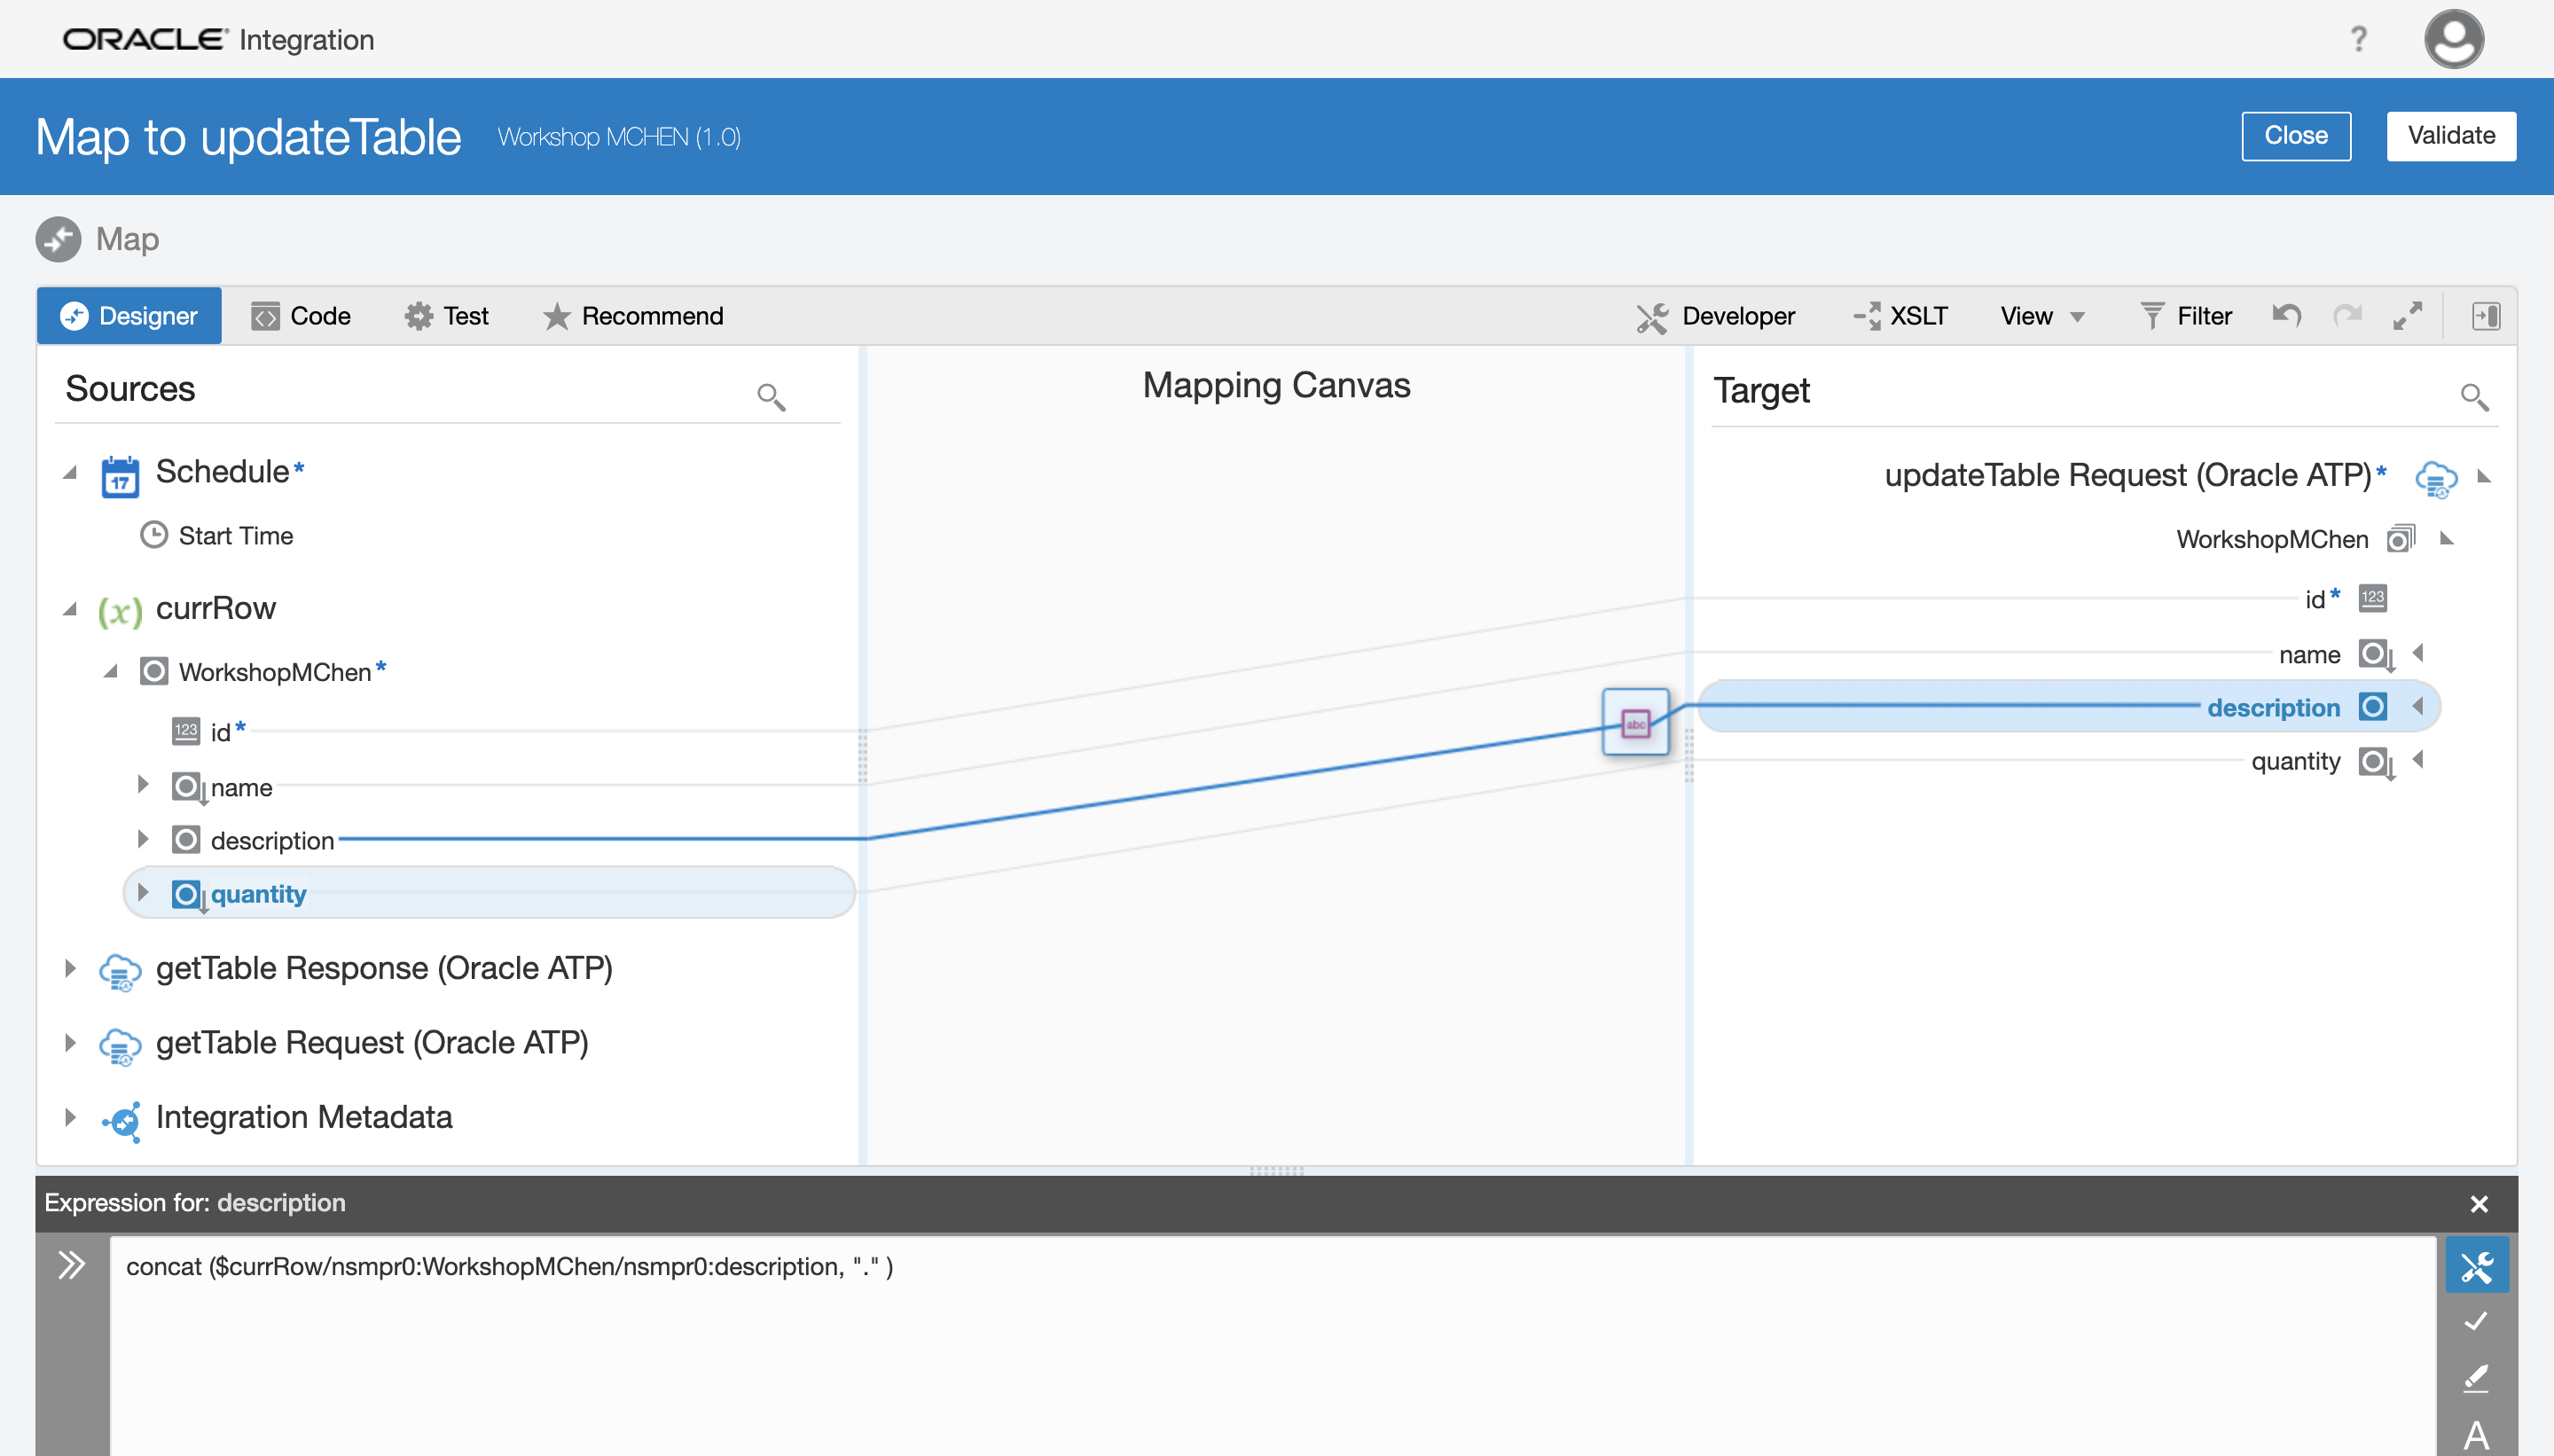 ORACLE® Integration ?
Map to updateTable Workshop MCHEN (1.0) Close Validate
Map
Designer Code Test Recommend Developer XSLT View Filter
Sources
17 Schedule*
Start Time
(x) currRow
WorkshopMChen*
123 id*
name
description
quantity
getTable Response (Oracle ATP)
getTable Request (Oracle ATP)
Integration Metadata
Mapping Canvas
abc
Target
updateTable Request (Oracle ATP)*
WorkshopMChen
id* 123
name
description
quantity
Expression for: description ×
concat ($currRow/nsmpr0:WorkshopMChen/nsmpr0:description, "." )
A